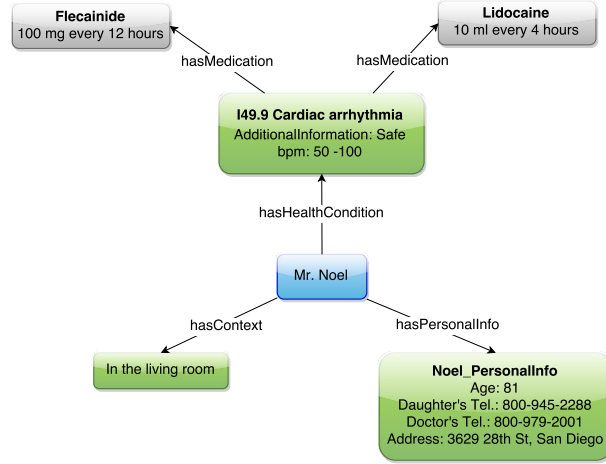 Flecainide
100 mg every 12 hours
Lidocaine
10 ml every 4 hours
hasMedication
hasMedication
I49.9 Cardiac arrhythmia
AdditionalInformation: Safe
bpm: 50 -100
hasHealthCondition
Mr. Noel
hasContext
hasPersonalInfo
In the living room
Noel_PersonalInfo
Age: 81
Daughter's Tel.: 800-945-2288
Doctor's Tel.: 800-979-2001
Address: 3629 28th St, San Diego